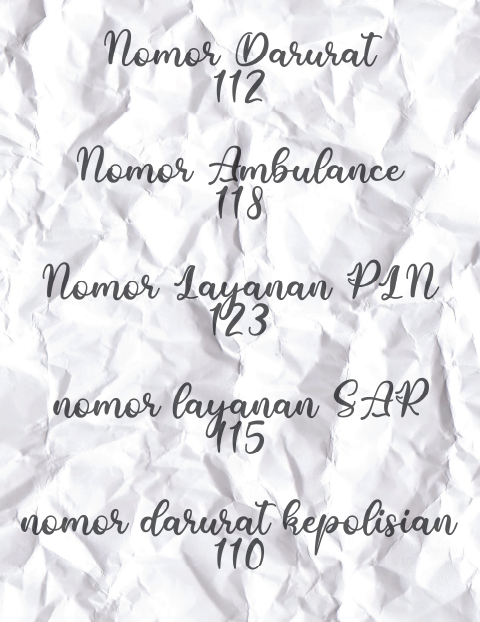 Nomor Darurat
112
Nomor Ambulance
118
Nomor Layanan PLN
123
nomor layanan SAR
115
nomor darurat kepolisian
110